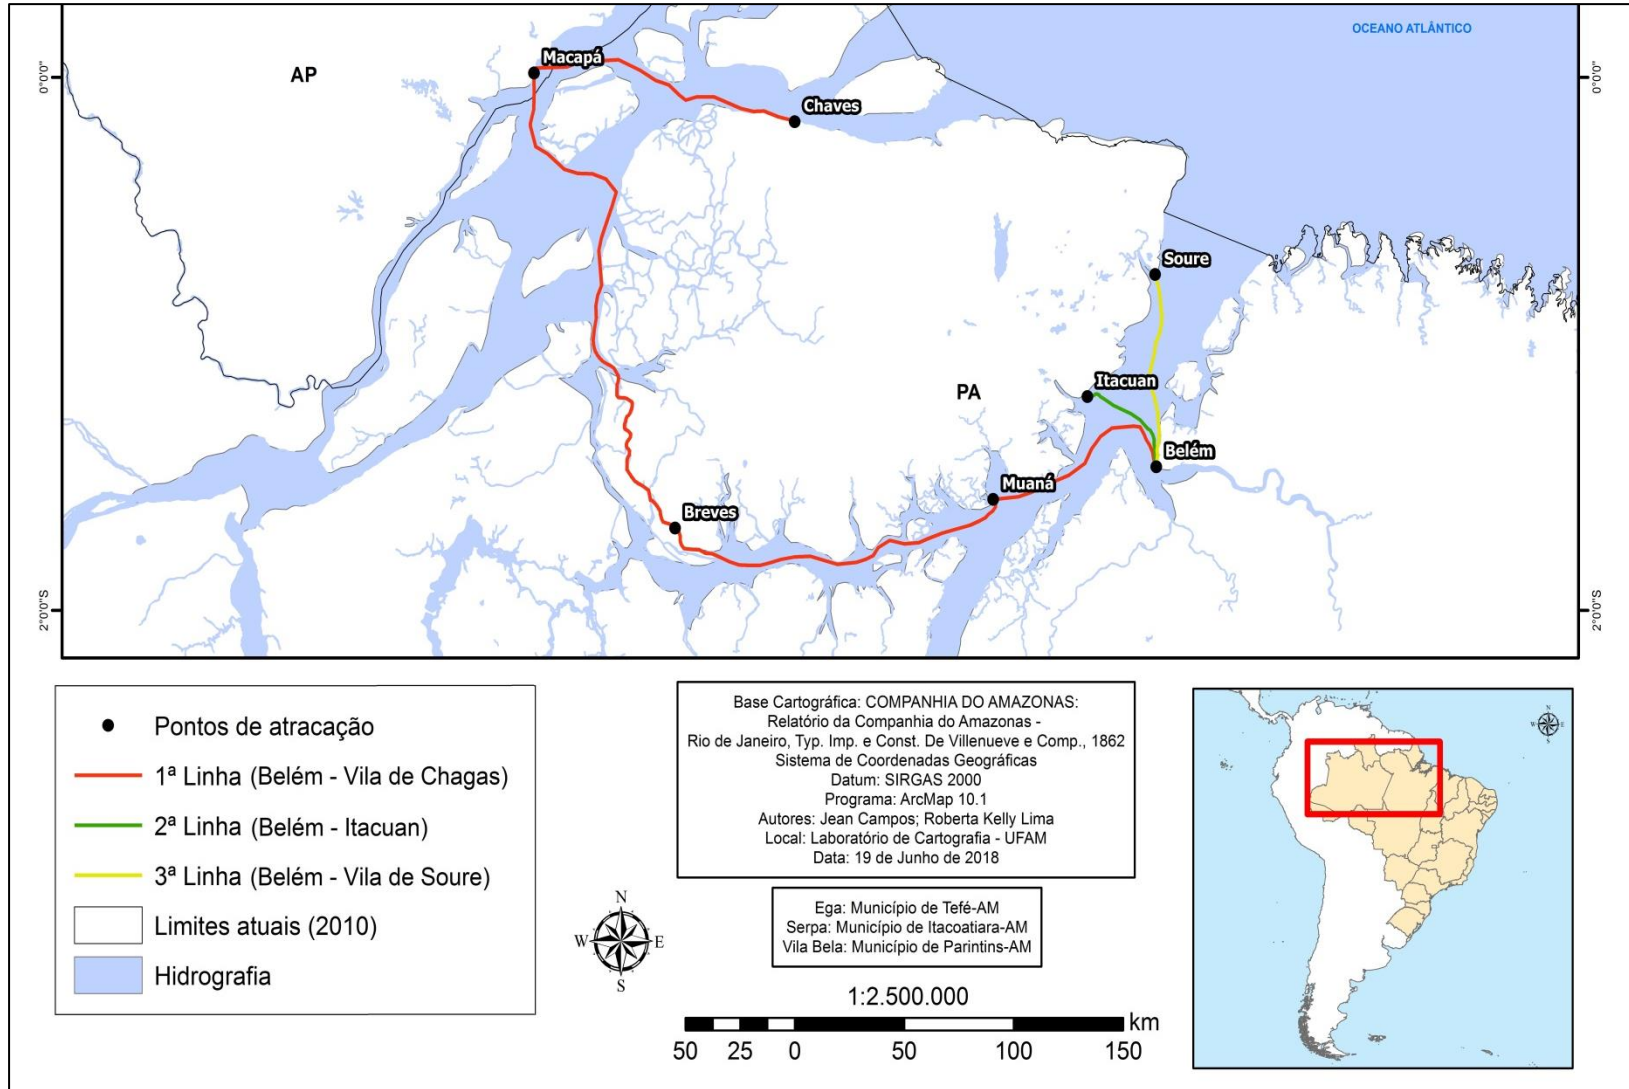 OCEANO ATLÂNTICO
Macapá
AP
0°0'0"
0°0'0"
Chaves
Soure
Itacuan
PA
Belém
Muaná
Breves
2°0'0"S
2°0'0"S
Pontos de atracação
1ª Linha (Belém - Vila de Chagas)
2ª Linha (Belém - Itacuan)
3ª Linha (Belém - Vila de Soure)
Limites atuais (2010)
Hidrografia
Base Cartográfica: COMPANHIA DO AMAZONAS:
Relatório da Companhia do Amazonas -
Rio de Janeiro, Typ. Imp. e Const. De Villenueve e Comp., 1862
Sistema de Coordenadas Geográficas
Datum: SIRGAS 2000
Programa: ArcMap 10.1
Autores: Jean Campos; Roberta Kelly Lima
Local: Laboratório de Cartografia - UFAM
Data: 19 de Junho de 2018
N
W E
S
Ega: Município de Tefé-AM
Serpa: Município de Itacoatiara-AM
Vila Bela: Município de Parintins-AM
1:2.500.000
km
50 25 0 50 100 150
N
W E
S